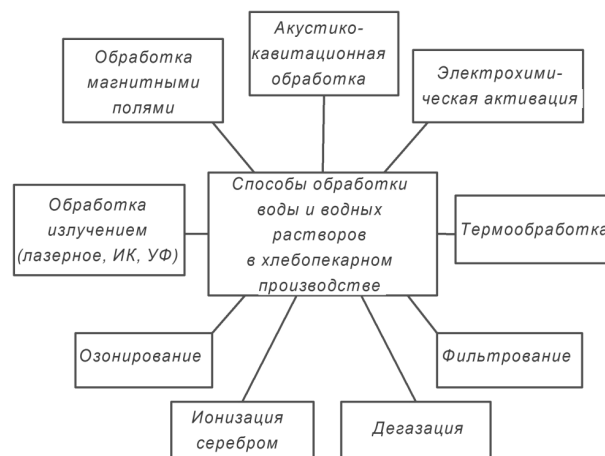 Обработка
магнитными
полями
Акустико-
кавитационная
обработка
Электрохими-
ческая активация
Обработка
излучением
(лазерное, ИК, УФ)
Способы обработки
воды и водных
растворов
в хлебопекарном
производстве
Термообработка
Озонирование
Фильтрование
Ионизация
серебром
Дегазация